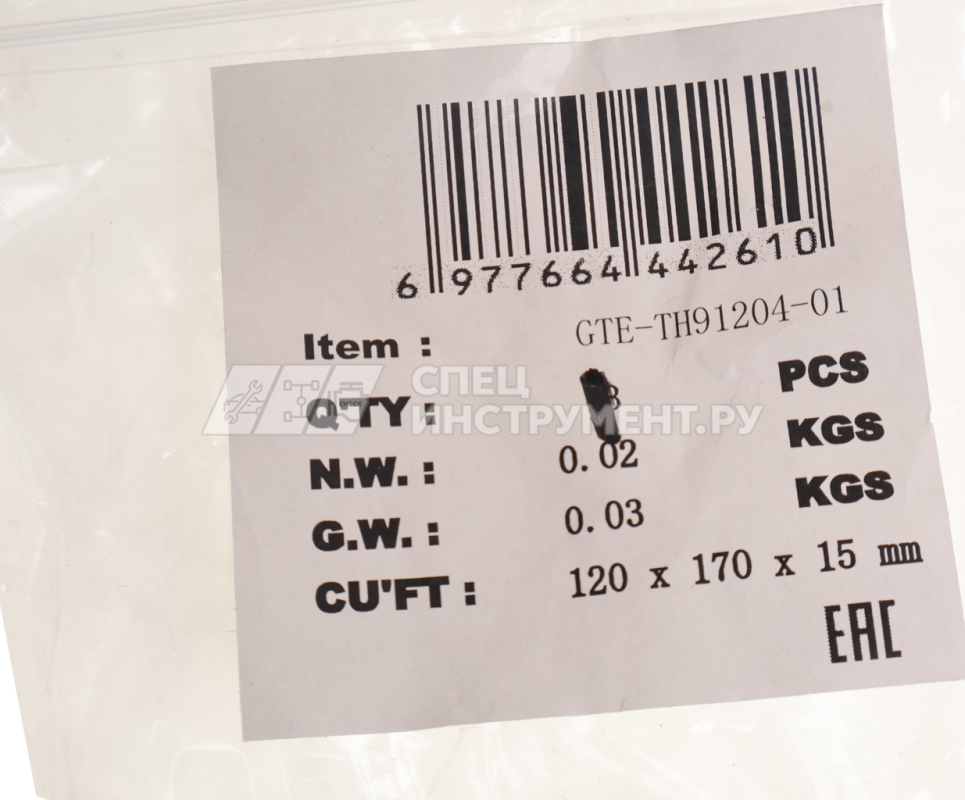 6 977664 442610
Item : GTE-TH91204-01
Q'TY : PCS
N.W. : 0.02 KGS
G.W. : 0.03 KGS
CU'FT : 120 x 170 x 15 mm
EAC
СПЕЦ
ИНСТРУМЕНТ.РУ